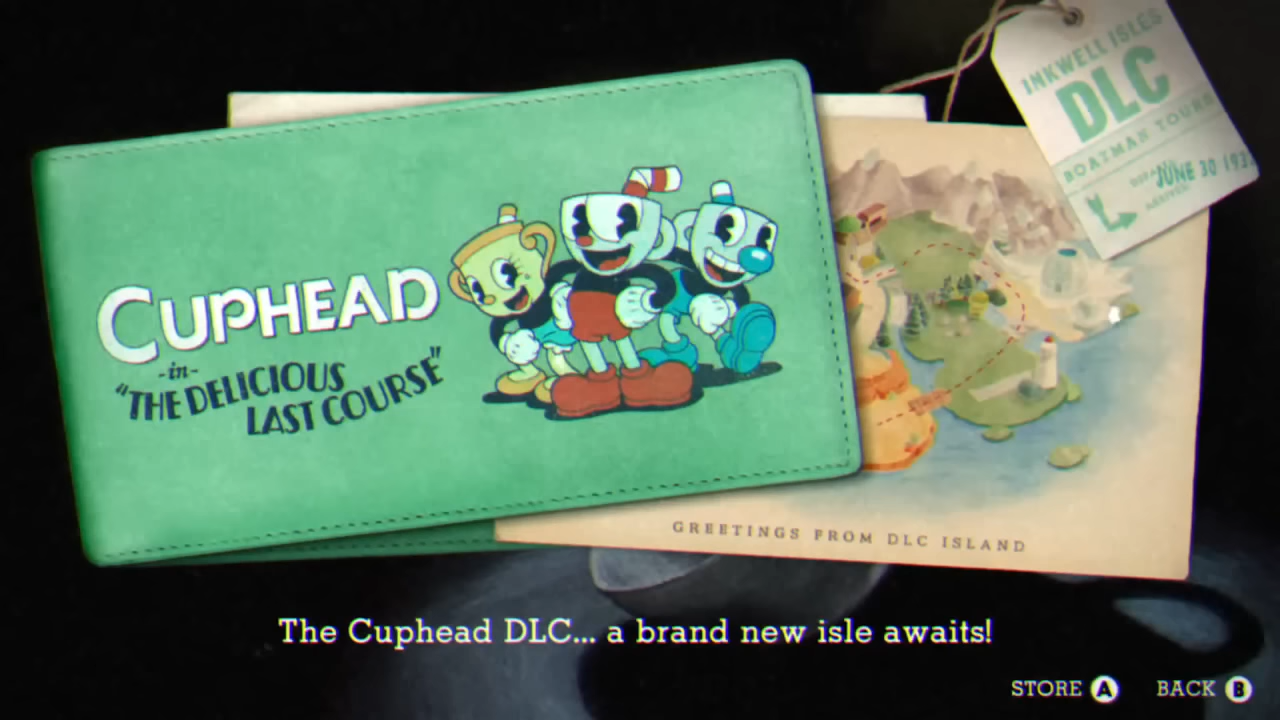 INKWELL ISLES
DLC
BOATMAN TOURS
JUNE 30 193
CUPHEAD
-in-
"THE DELICIOUS
LAST COURSE"
GREETINGS FROM DLC ISLAND
The Cuphead DLC... a brand new isle awaits!
STORE A BACK B